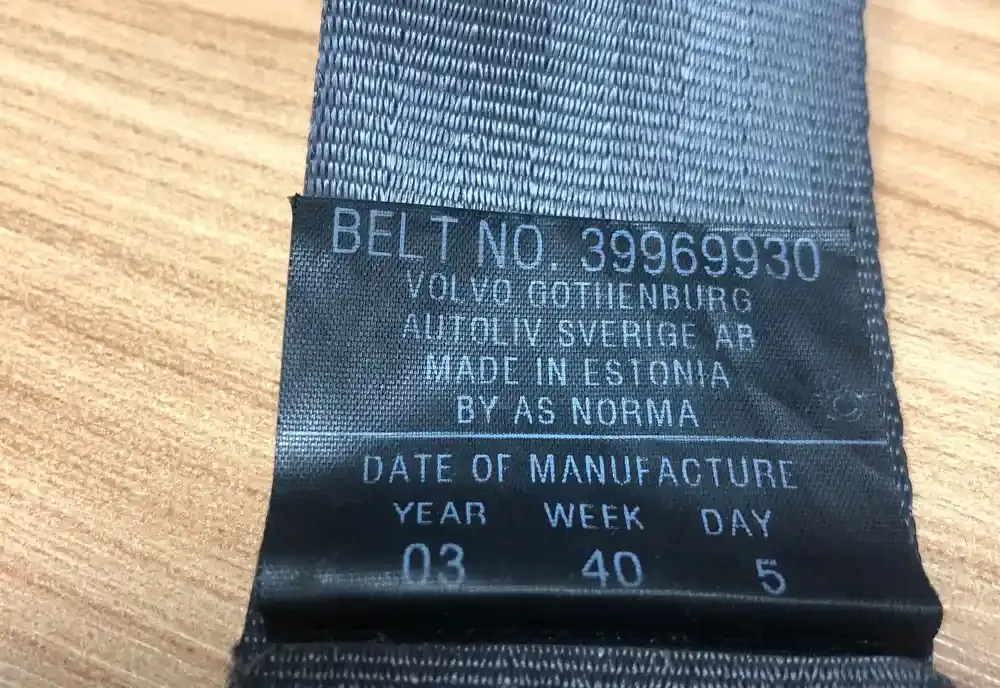 BELT NO. 39969930
VOLVO GOTHENBURG
AUTOLIV SVERIGE AB
MADE IN ESTONIA
BY AS NORMA
DATE OF MANUFACTURE
YEAR WEEK DAY
03 40 5